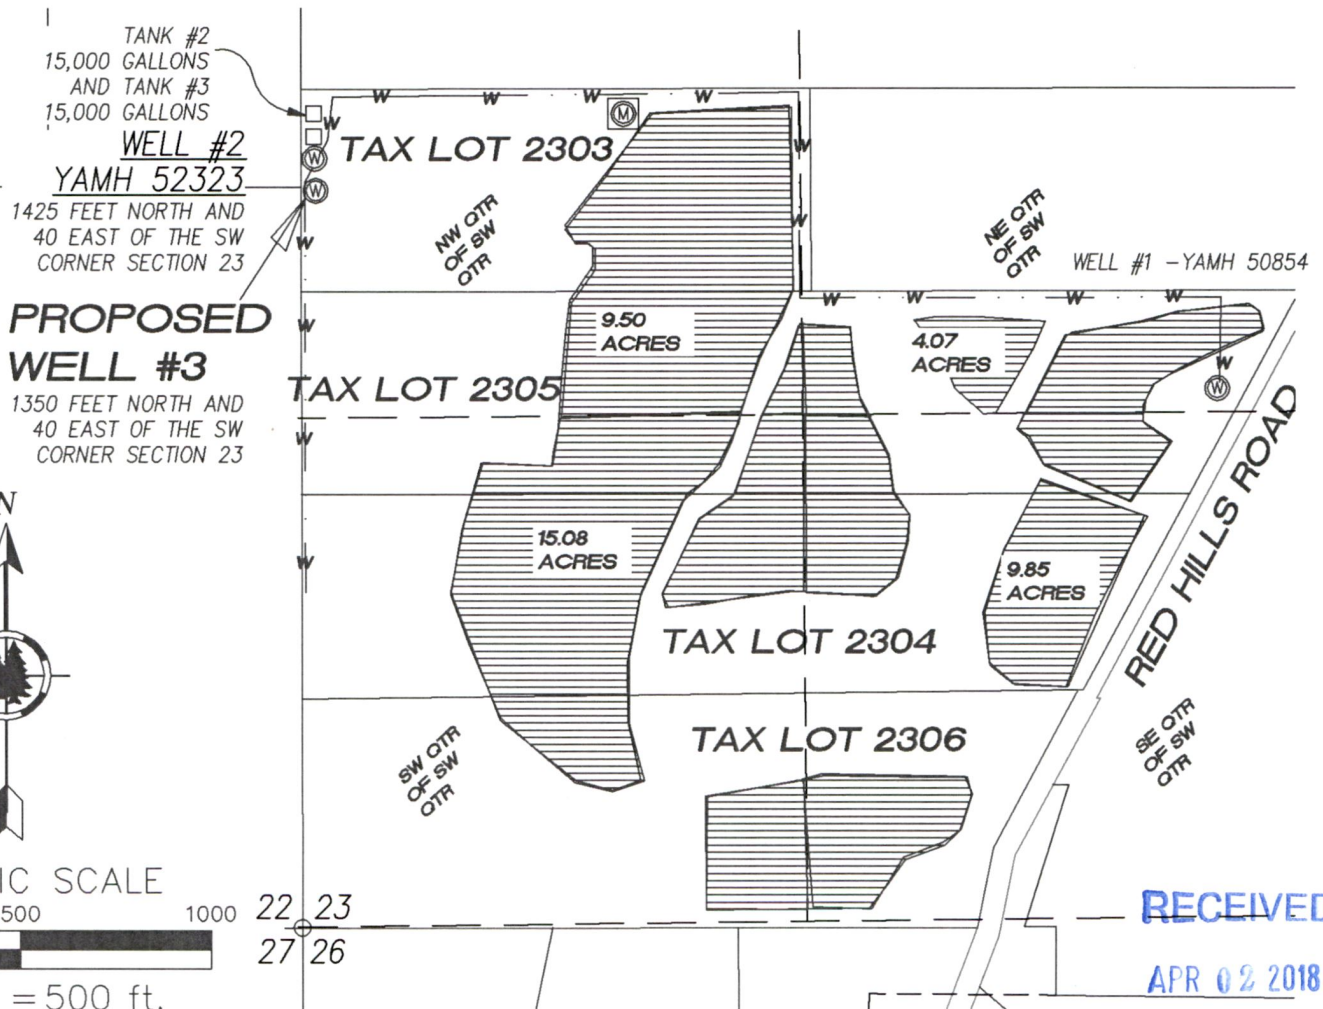 TANK #2
15,000 GALLONS
AND TANK #3
15,000 GALLONS
WELL #2
YAMH 52323
1425 FEET NORTH AND
40 EAST OF THE SW
CORNER SECTION 23
PROPOSED
WELL #3
1350 FEET NORTH AND
40 EAST OF THE SW
CORNER SECTION 23
N
W W W W
M
W
W
W
W
W
W
W
W
W
W
TAX LOT 2303
NW QTR
OF SW
QTR
NE QTR
OF SW
QTR
WELL #1 -YAMH 50854
W W W W
W
W
9.50
ACRES
4.07
ACRES
TAX LOT 2305
15.08
ACRES
9.85
ACRES
RED HILLS ROAD
TAX LOT 2304
TAX LOT 2306
SW QTR
OF SW
QTR
SE QTR
OF SW
QTR
IC SCALE
500 1000
=500 ft.
22 23
27 26
RECEIVED
APR 02 2018